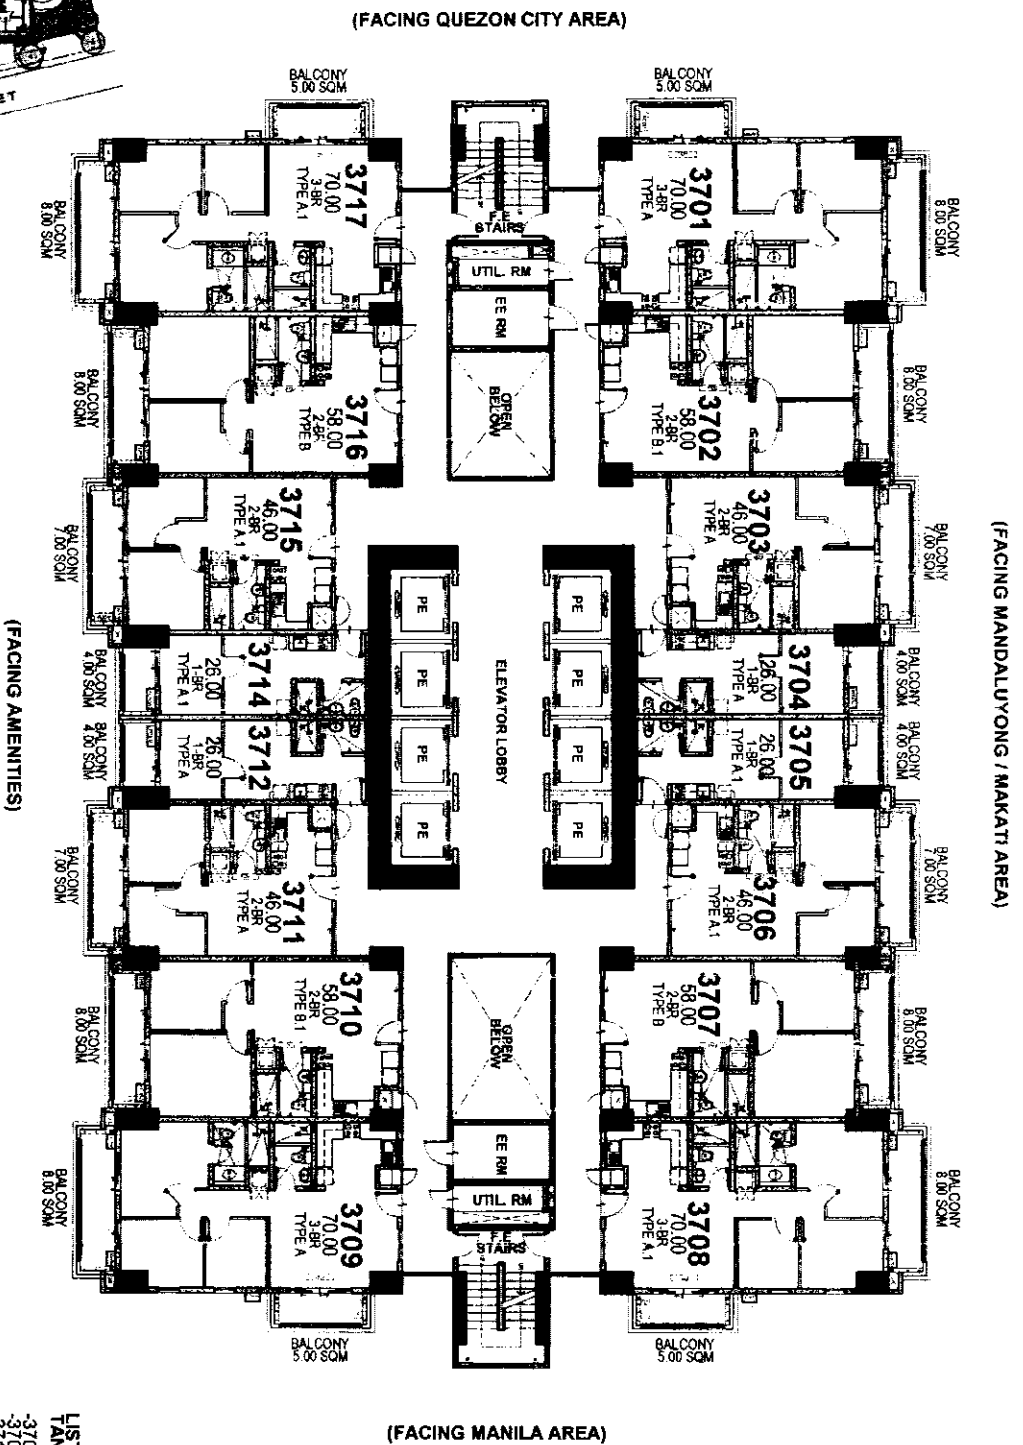 (FACING QUEZON CITY AREA)
ET
BALCONY
5.00 SQM
BALCONY
5.00 SQM
BALCONY
8.00 SQM
3717
70.00
3-BR
TYPE A.1
F.E
STAIRS
UTIL. RM
EE RM
3701
70.00
3-BR
TYPE A
BALCONY
8.00 SQM
BALCONY
8.00 SQM
3716
58.00
2-BR
TYPE B
OPEN
BELOW
3702
58.00
2-BR
TYPE B.1
BALCONY
8.00 SQM
BALCONY
7.00 SQM
3715
46.00
2-BR
TYPE A.1
3703
46.00
2-BR
TYPE A
BALCONY
7.00 SQM
(FACING MANDALUYONG / MAKATI AREA)
(FACING AMENITIES)
BALCONY
4.00 SQM
3714
26.00
1-BR
TYPE A.1
PE
PE
PE
PE
ELEVATOR LOBBY
PE
PE
PE
PE
3704
26.00
1-BR
TYPE A
BALCONY
4.00 SQM
BALCONY
4.00 SQM
3712
26.00
1-BR
TYPE A
3705
26.00
1-BR
TYPE A.1
BALCONY
4.00 SQM
BALCONY
7.00 SQM
3711
46.00
2-BR
TYPE A
3706
46.00
2-BR
TYPE A.1
BALCONY
7.00 SQM
BALCONY
8.00 SQM
3710
58.00
2-BR
TYPE B.1
OPEN
BELOW
3707
58.00
2-BR
TYPE B
BALCONY
8.00 SQM
BALCONY
8.00 SQM
3709
70.00
3-BR
TYPE A
EE RM
UTIL. RM
F.E
STAIRS
3708
70.00
3-BR
TYPE A.1
BALCONY
8.00 SQM
BALCONY
5.00 SQM
BALCONY
5.00 SQM
(FACING MANILA AREA)
LIS
TAN
-370
-370